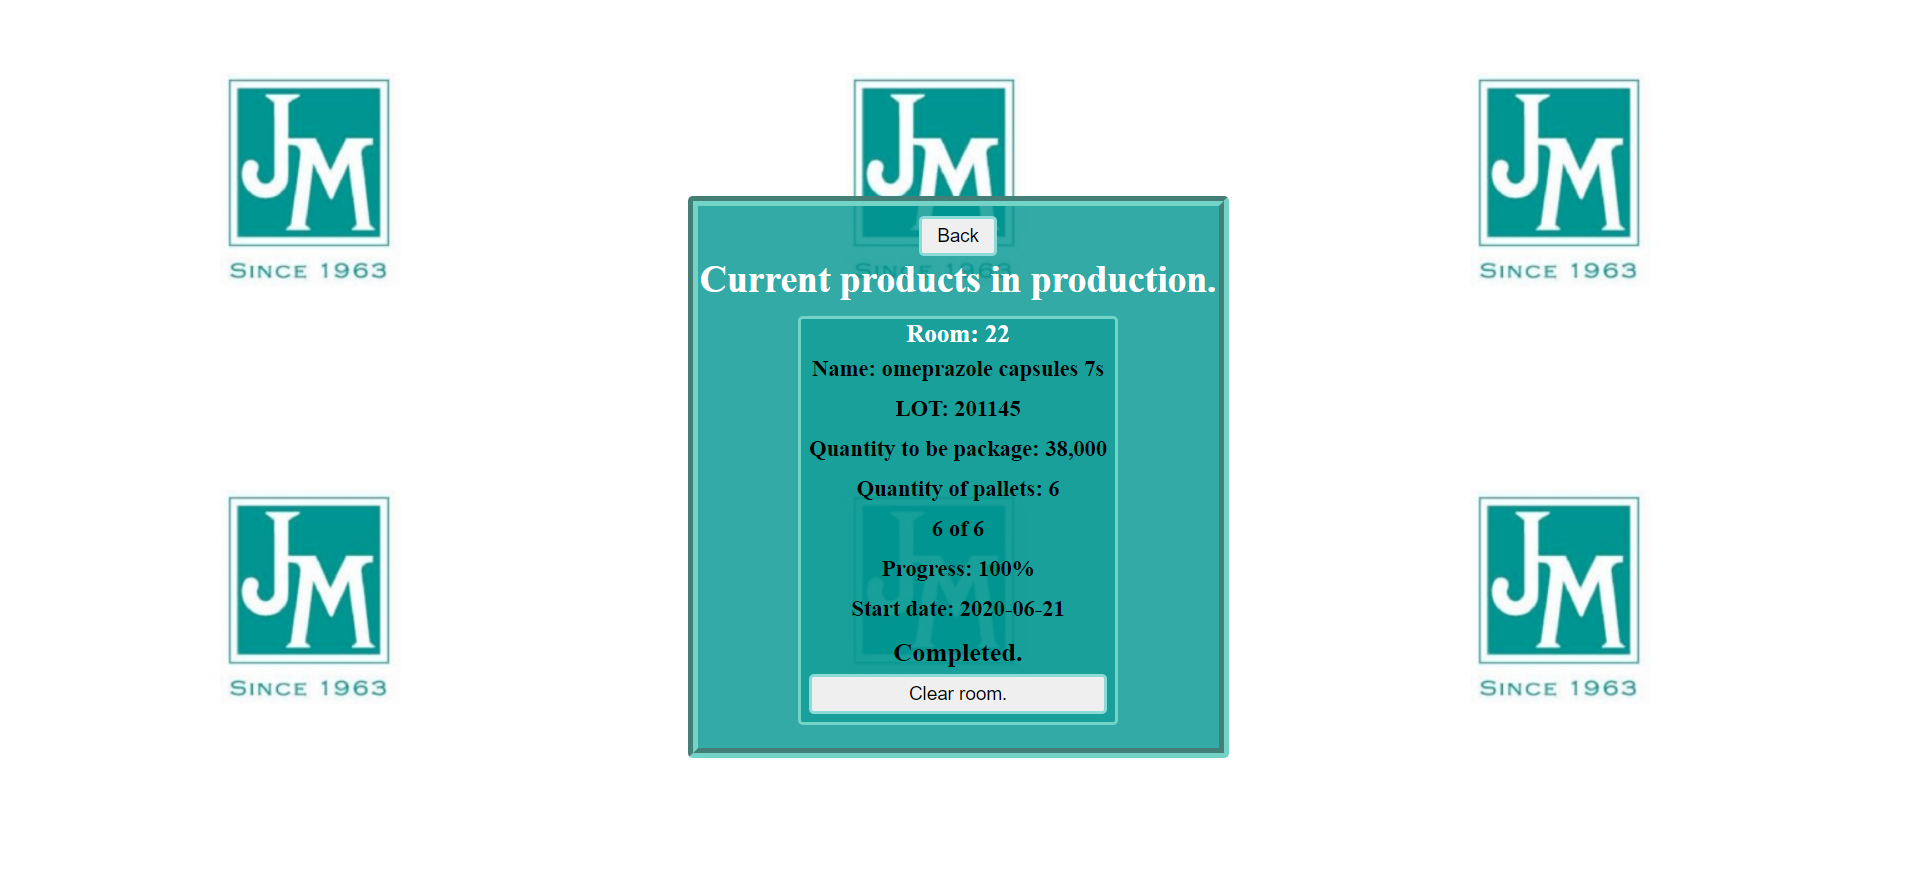 JM
SINCE 1963
JM
JM
SINCE 1963
Back
SINCE 1963
Current products in production.
Room: 22
Name: omeprazole capsules 7s
LOT: 201145
Quantity to be package: 38,000
Quantity of pallets: 6
6 of 6
Progress: 100%
Start date: 2020-06-21
Completed.
Clear room.
JM
SINCE 1963
JM
SINCE 1963